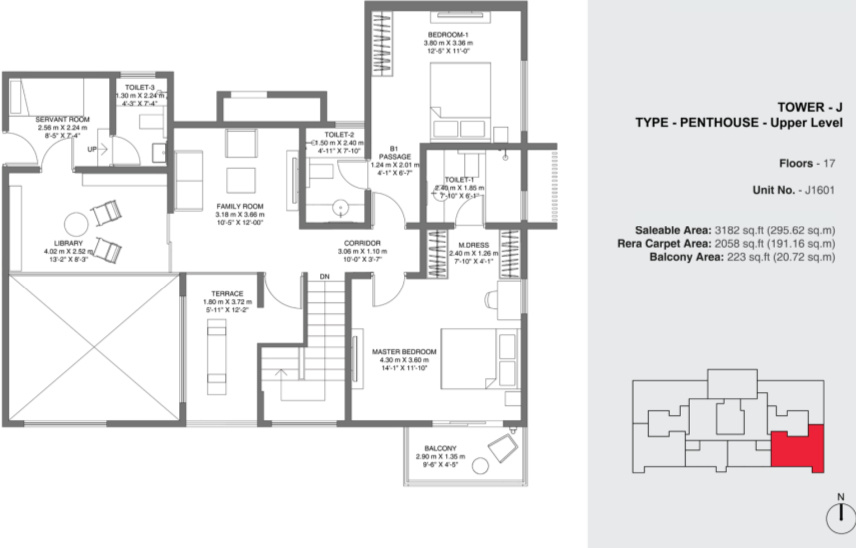 BEDROOM-1
3.80 m X 3.36 m
12'-5" X 11'-0"
TOILET-3
1.30 m X 2.24 m
4'-3" X 7'-4"
SERVANT ROOM
2.56 m X 2.24 m
8'-5" X 7'-4"
UP
TOILET-2
1.50 m X 2.40 m
4'-11" X 7'-10"
B1
PASSAGE
1.24 m X 2.01 m
4'-1" X 6'-7"
TOILET-1
2.40 m X 1.85 m
7'-10" X 6'-1"
FAMILY ROOM
3.18 m X 3.66 m
10'-5" X 12'-00"
LIBRARY
4.02 m X 2.52 m
13'-2" X 8'-3"
CORRIDOR
3.06 m X 1.10 m
10'-0" X 3'-7"
M.DRESS
2.40 m X 1.26 m
7'-10" X 4'-1"
DN
TERRACE
1.80 m X 3.72 m
5'-11" X 12'-2"
MASTER BEDROOM
4.30 m X 3.60 m
14'-1" X 11'-10"
BALCONY
2.90 m X 1.35 m
9'-6" X 4'-5"
TOWER - J
TYPE - PENTHOUSE - Upper Level
Floors - 17
Unit No. - J1601
Saleable Area: 3182 sq.ft (295.62 sq.m)
Rera Carpet Area: 2058 sq.ft (191.16 sq.m)
Balcony Area: 223 sq.ft (20.72 sq.m)
N